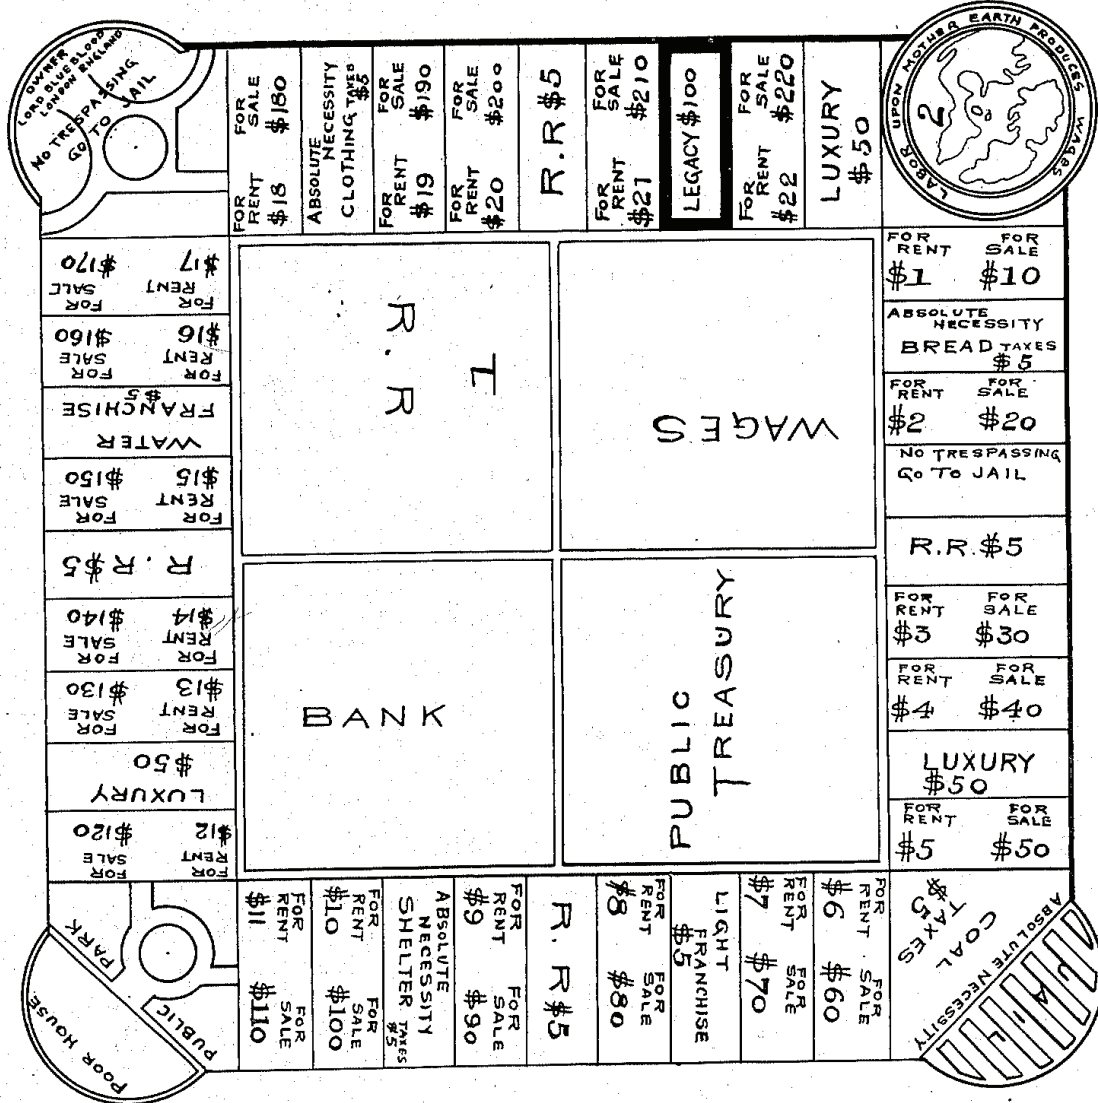 LABOR UPON MOTHER EARTH PRODUCES WAGES
2
FOR RENT FOR SALE
$1 $10
ABSOLUTE
NECESSITY
BREAD TAXES
$5
FOR RENT FOR SALE
$2 $20
NO TRESPASSING
GO TO JAIL
R.R. $5
FOR RENT FOR SALE
$3 $30
FOR RENT FOR SALE
$4 $40
LUXURY
$50
FOR RENT FOR SALE
$5 $50
ABSOLUTE NECESSITY
COAL
TAXES
$5
JAIL
FOR RENT FOR SALE
$6 $60
FOR RENT FOR SALE
$7 $70
LIGHT
FRANCHISE
$5
FOR RENT FOR SALE
$8 $80
R.R $5
FOR RENT FOR SALE
$9 $90
ABSOLUTE
NECESSITY
SHELTER TAXES
$5
FOR RENT FOR SALE
$10 $100
FOR RENT FOR SALE
$11 $110
PUBLIC PARK
POOR HOUSE
FOR RENT FOR SALE
$12 $120
LUXURY
$50
FOR RENT FOR SALE
$13 $130
FOR RENT FOR SALE
$14 $140
R.R $5
FOR RENT FOR SALE
$15 $150
WATER
FRANCHISE
$5
FOR RENT FOR SALE
$16 $160
FOR RENT FOR SALE
$17 $170
OWNER
LORD BLUEBLOOD
LONDON ENGLAND
NO TRESPASSING
GO TO
JAIL
FOR RENT FOR SALE
$18 $180
ABSOLUTE
NECESSITY
CLOTHING TAXES
$5
FOR RENT FOR SALE
$19 $190
FOR RENT FOR SALE
$20 $200
R.R $5
FOR RENT FOR SALE
$21 $210
LEGACY $100
FOR RENT FOR SALE
$22 $220
LUXURY
$50
R.R
1
WAGES
BANK
PUBLIC
TREASURY